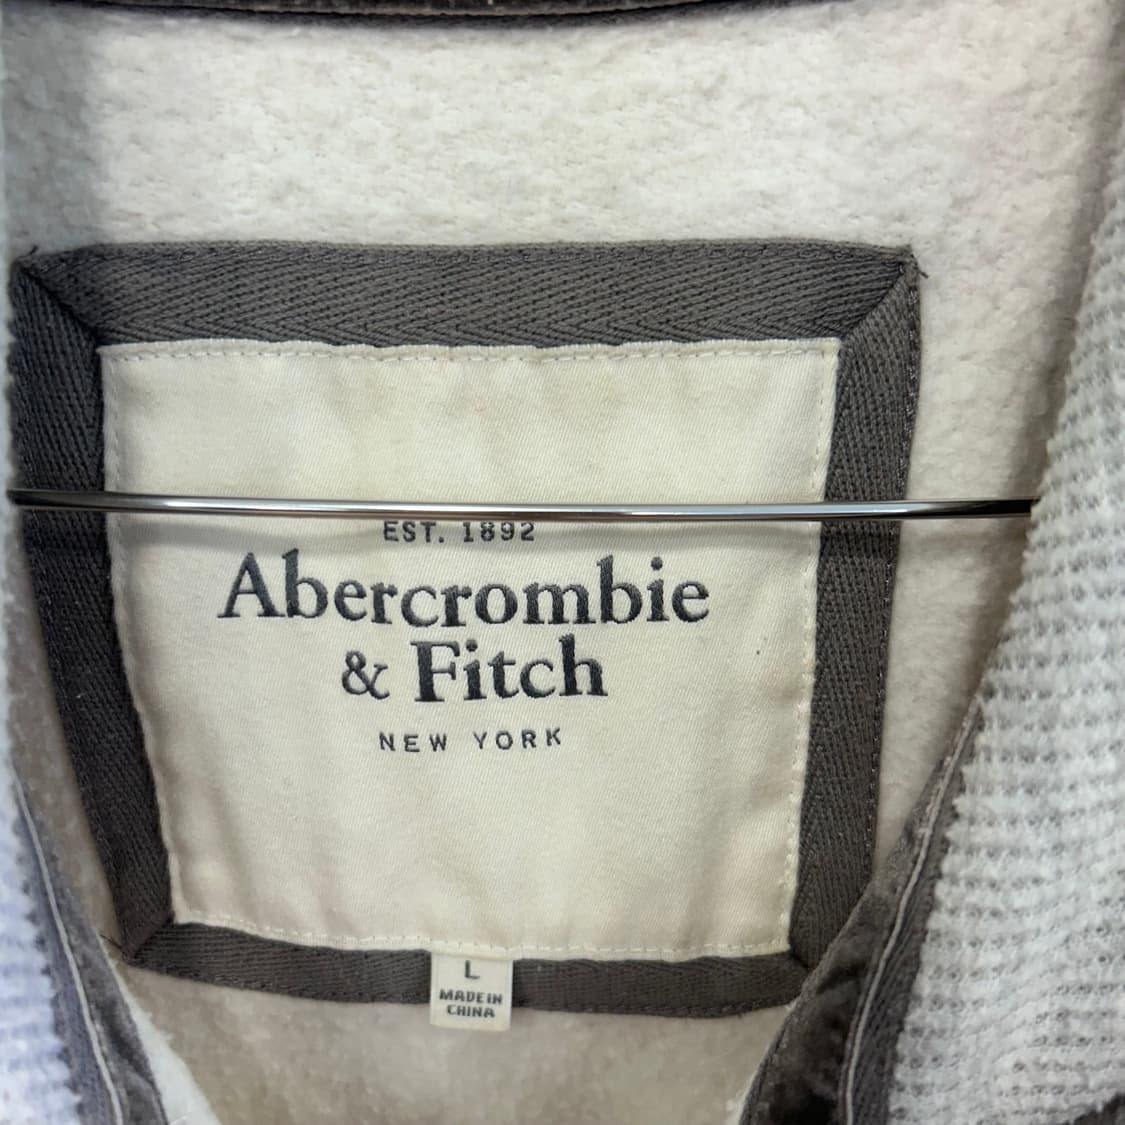 EST. 1892
Abercrombie
& Fitch
NEW YORK
L
MADE IN
CHINA